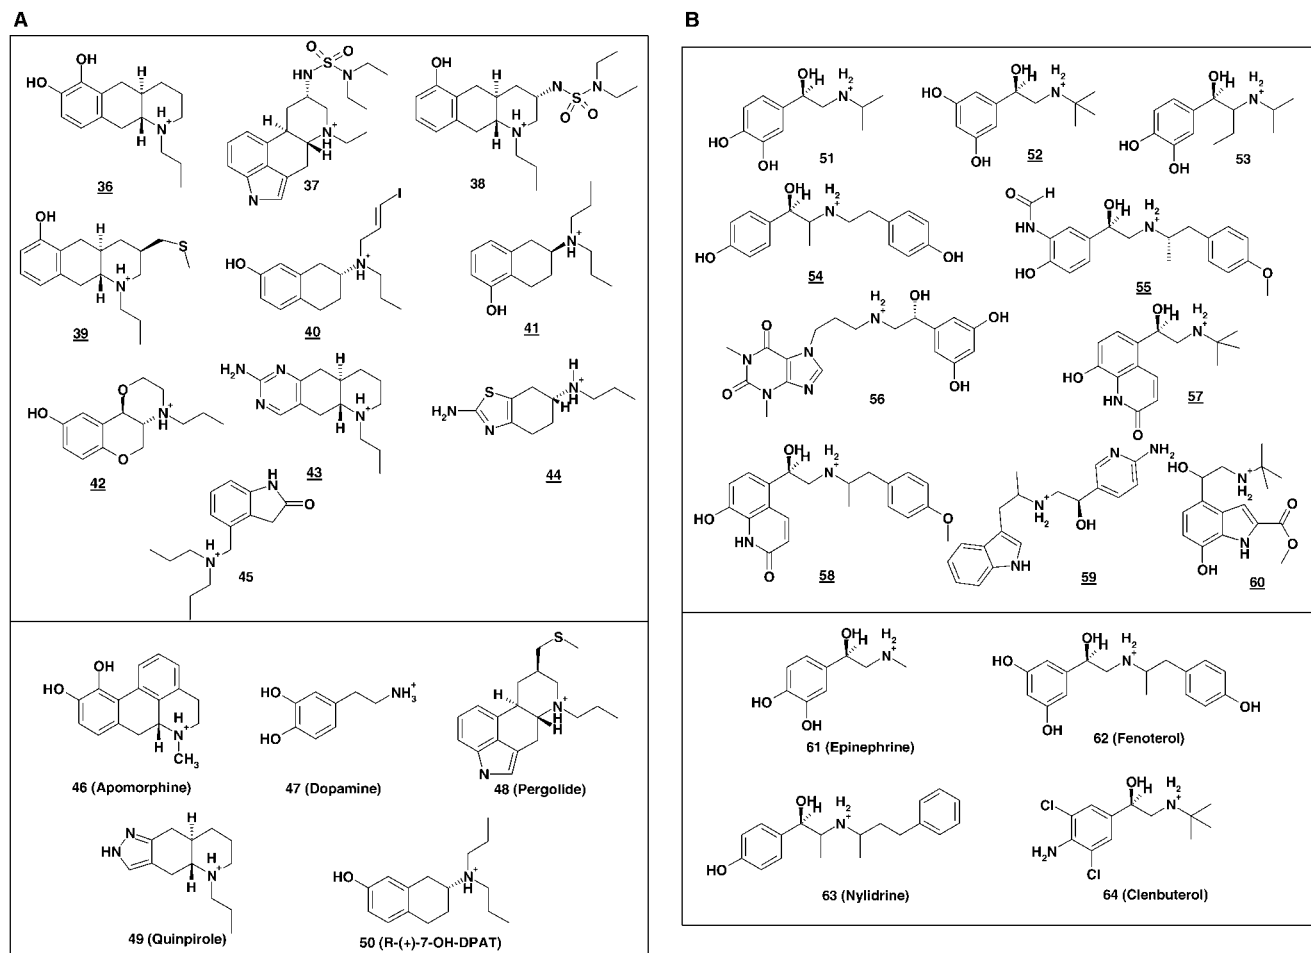 A
B
OH
HO
H
H
N
H
+
36
O
O
S
HN
N
H
N
+
H
N
37
OH
H
N
S
N
O
O
H
N
H
+
38
OH
H
S
H
N
H
+
39
I
HO
N
H
+
40
N
H
+
OH
41
O
HO
N
H
+
O
42
H2N
N
N
H
H
N
H
+
43
S
H2N
N
H
N
H
H
+
44
H
N
O
H
N
+
45
OH
HO
H
H
N
+
CH3
46 (Apomorphine)
HO
HO
NH3
+
47 (Dopamine)
S
H
N
H
+
H
N
48 (Pergolide)
N
HN
H
H
H
N
+
49 (Quinpirole)
HO
N
H
+
50 (R-(+)-7-OH-DPAT)
OH
H
H2
N
+
HO
OH
51
OH
H
H2
N
+
HO
OH
52
OH
H
H2
N
+
HO
OH
53
OH
H
H2
N
+
HO
OH
54
O
H
HN
OH
OH
H
H2
N
+
O
55
O
N
N
O
N
N
H2
N
+
OH
OH
OH
56
OH
H
H2
N
+
HO
HN
O
57
OH
H
H2
N
+
HO
HN
O
O
58
N
NH2
N
H2
+
OH
NH
59
HO
N
H2
+
O
O
N
H
OH
60
OH
H
H2
N
+
HO
OH
61 (Epinephrine)
OH
H
H2
N
+
HO
OH
OH
62 (Fenoterol)
OH
H
H2
N
+
HO
63 (Nylidrine)
OH
H
H2
N
+
Cl
H2N
Cl
64 (Clenbuterol)